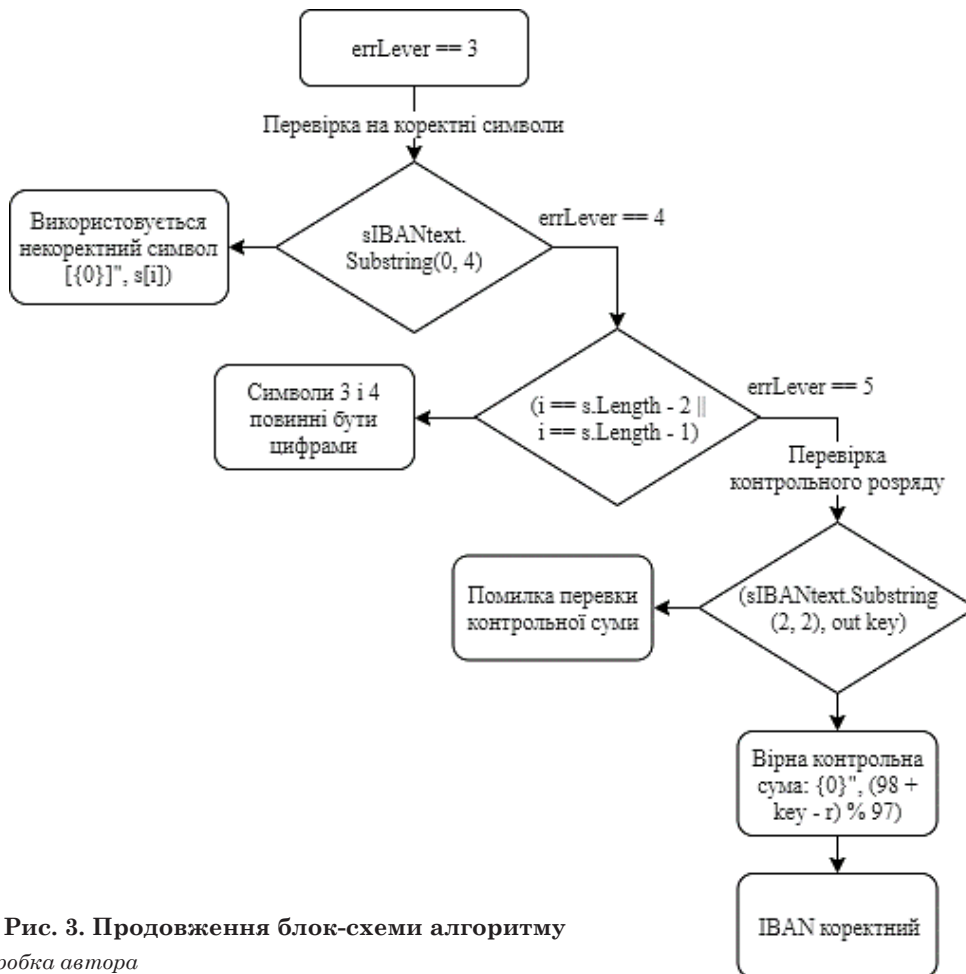 errLever == 3
Перевірка на коректні символи
Використовується
некоректний символ
[{0}]", s[i])
sIBANtext.
Substring(0, 4)
errLever == 4
Символи 3 і 4
повинні бути
цифрами
(i == s.Length - 2 ||
i == s.Length - 1)
errLever == 5
Перевірка
контрольного розряду
Помилка перевки
контрольної суми
(sIBANtext.Substring
(2, 2), out key)
Вірна контрольна
сума: {0}", (98 +
key - r) % 97)
IBAN коректний
Рис. 3. Продовження блок-схеми алгоритму
робка автора